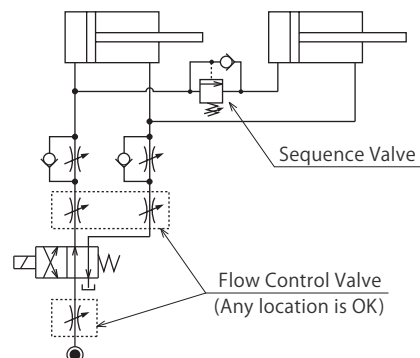 Sequence Valve
Flow Control Valve
(Any location is OK)